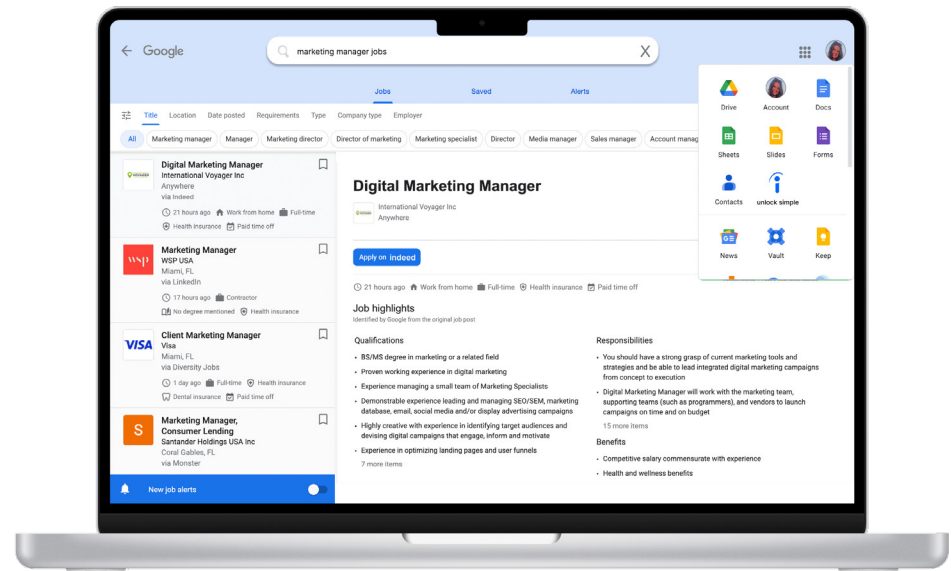 Google
marketing manager jobs
X
Jobs
Saved
Alerts
Title
Location
Date posted
Requirements
Type
Company type
Employer
All
Marketing manager
Manager
Marketing director
Director of marketing
Marketing specialist
Director
Media manager
Sales manager
Account manag
Digital Marketing Manager
International Voyager Inc
Anywhere
via Indeed
21 hours ago
Work from home
Full-time
Health insurance
Paid time off
wsp
Marketing Manager
WSP USA
Miami, FL
via LinkedIn
17 hours ago
Contractor
No degree mentioned
Health insurance
VISA
Client Marketing Manager
Visa
Miami, FL
via Diversity Jobs
1 day ago
Full-time
Health insurance
Dental insurance
Paid time off
S
Marketing Manager,
Consumer Lending
Santander Holdings USA Inc
Coral Gables, FL
via Monster
New job alerts
Digital Marketing Manager
International Voyager Inc
Anywhere
Apply on indeed
21 hours ago
Work from home
Full-time
Health insurance
Paid time off
Job highlights
Identified by Google from the original job post
Qualifications
• BS/MS degree in marketing or a related field
• Proven working experience in digital marketing
• Experience managing a small team of Marketing Specialists
• Demonstrable experience leading and managing SEO/SEM, marketing
database, email, social media and/or display advertising campaigns
• Highly creative with experience in identifying target audiences and
devising digital campaigns that engage, inform and motivate
• Experience in optimizing landing pages and user funnels
7 more items
Responsibilities
• You should have a strong grasp of current marketing tools and
strategies and be able to lead integrated digital marketing campaigns
from concept to execution
• Digital Marketing Manager will work with the marketing team,
supporting teams (such as programmers), and vendors to launch
campaigns on time and on budget
15 more items
Benefits
• Competitive salary commensurate with experience
• Health and wellness benefits
Drive
Account
Docs
Sheets
Slides
Forms
Contacts
unlock simple
GE
News
Vault
Keep